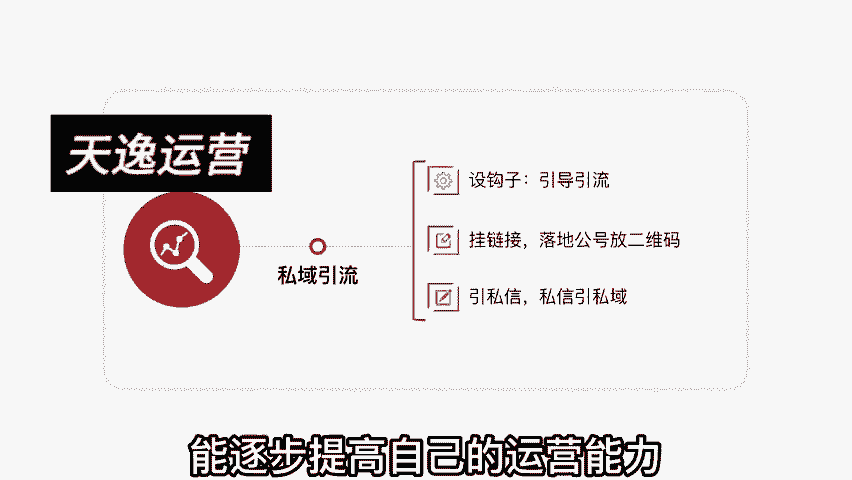 天逸运营
设钩子：引导引流
挂链接，落地公号放二维码
私域引流
引私信，私信引私域
能逐步提高自己的运营能力